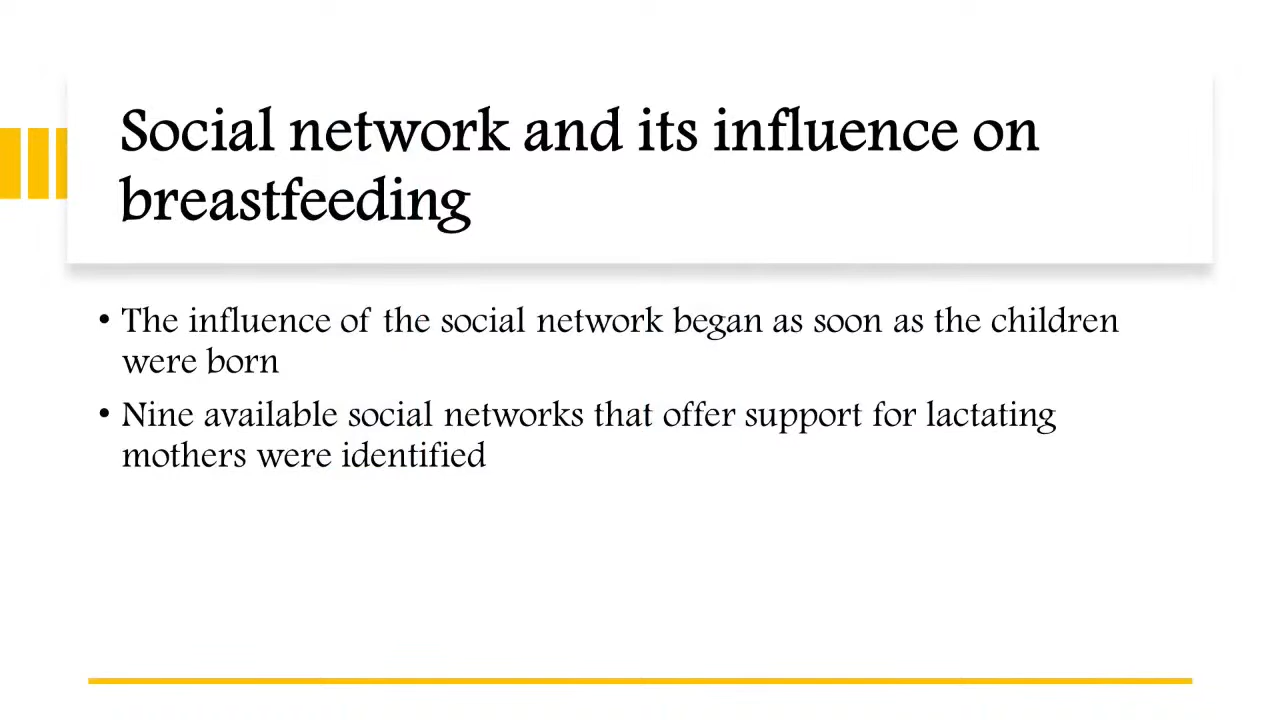 Social network and its influence on
breastfeeding
• The influence of the social network began as soon as the children
were born
• Nine available social networks that offer support for lactating
mothers were identified